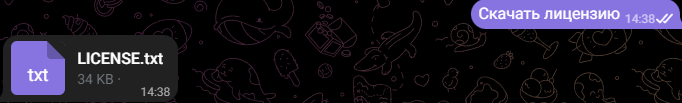 Скачать лицензию 14:38
txt
LICENSE.txt
34 KB ·
14:38